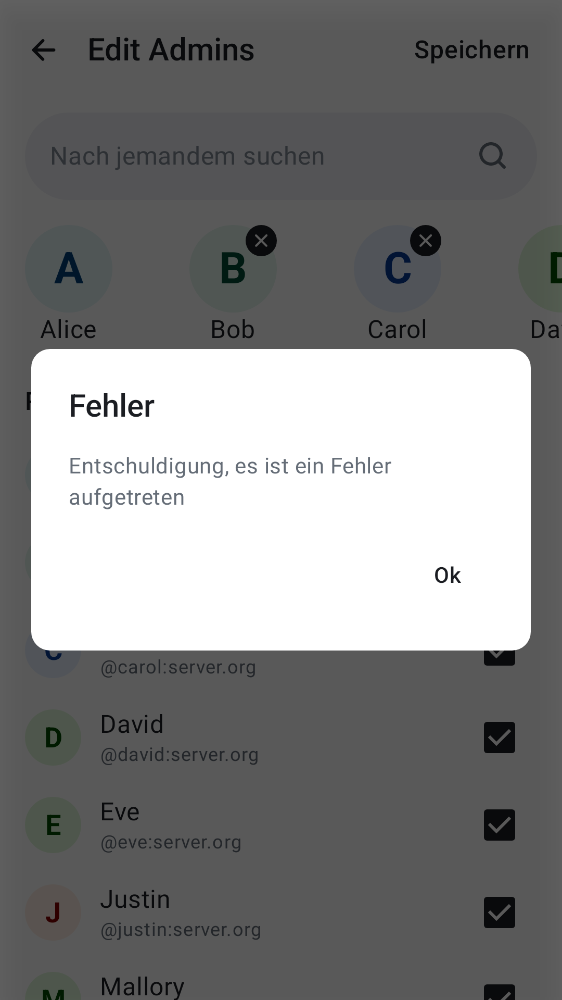 Edit Admins
Speichern
Nach jemandem suchen
A
B
C
D
Alice
Bob
Carol
Da
Fehler
Entschuldigung, es ist ein Fehler
aufgetreten
Ok
C
@carol:server.org
D
David
@david:server.org
E
Eve
@eve:server.org
J
Justin
@justin:server.org
M
Mallory